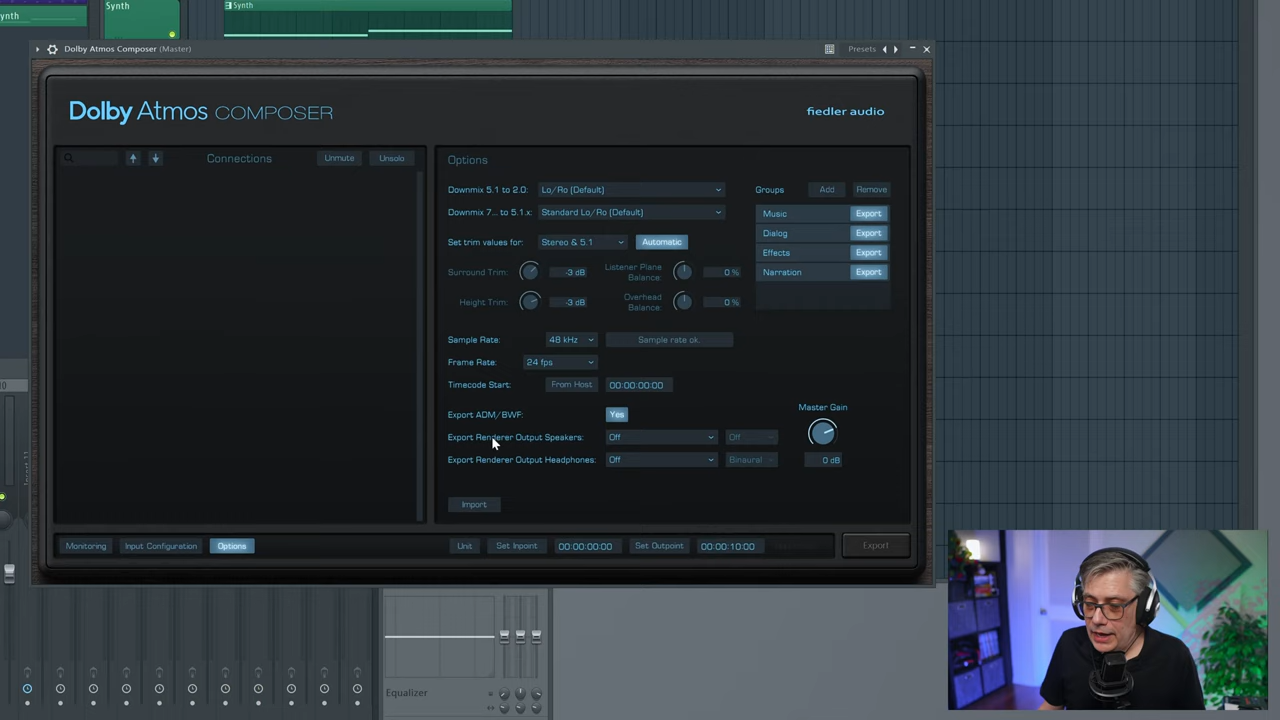 ynth
Synth
Synth
Dolby Atmos Composer (Master)
Presets
Dolby Atmos COMPOSER
fiedler audio
Connections
Unmute
Unsolo
Options
Downmix 5.1 to 2.0:
Lo/Ro (Default)
Groups
Add
Remove
Downmix 7... to 5.1.x:
Standard Lo/Ro (Default)
Music
Export
Dialog
Export
Set trim values for:
Stereo & 5.1
Automatic
Effects
Export
Surround Trim:
-3 dB
Listener Plane
Balance:
0 %
Narration
Export
Height Trim:
-3 dB
Overhead
Balance:
0 %
Sample Rate:
48 kHz
Sample rate ok.
Frame Rate:
24 fps
Timecode Start:
From Host
00:00:00:00
Export ADM/BWF:
Yes
Master Gain
Export Renderer Output Speakers:
Off
Off
Export Renderer Output Headphones:
Off
Binaural
0 dB
Import
Monitoring
Input Configuration
Options
Unit
Set Inpoint
00:00:00:00
Set Outpoint
00:00:10:00
Export
Equalizer